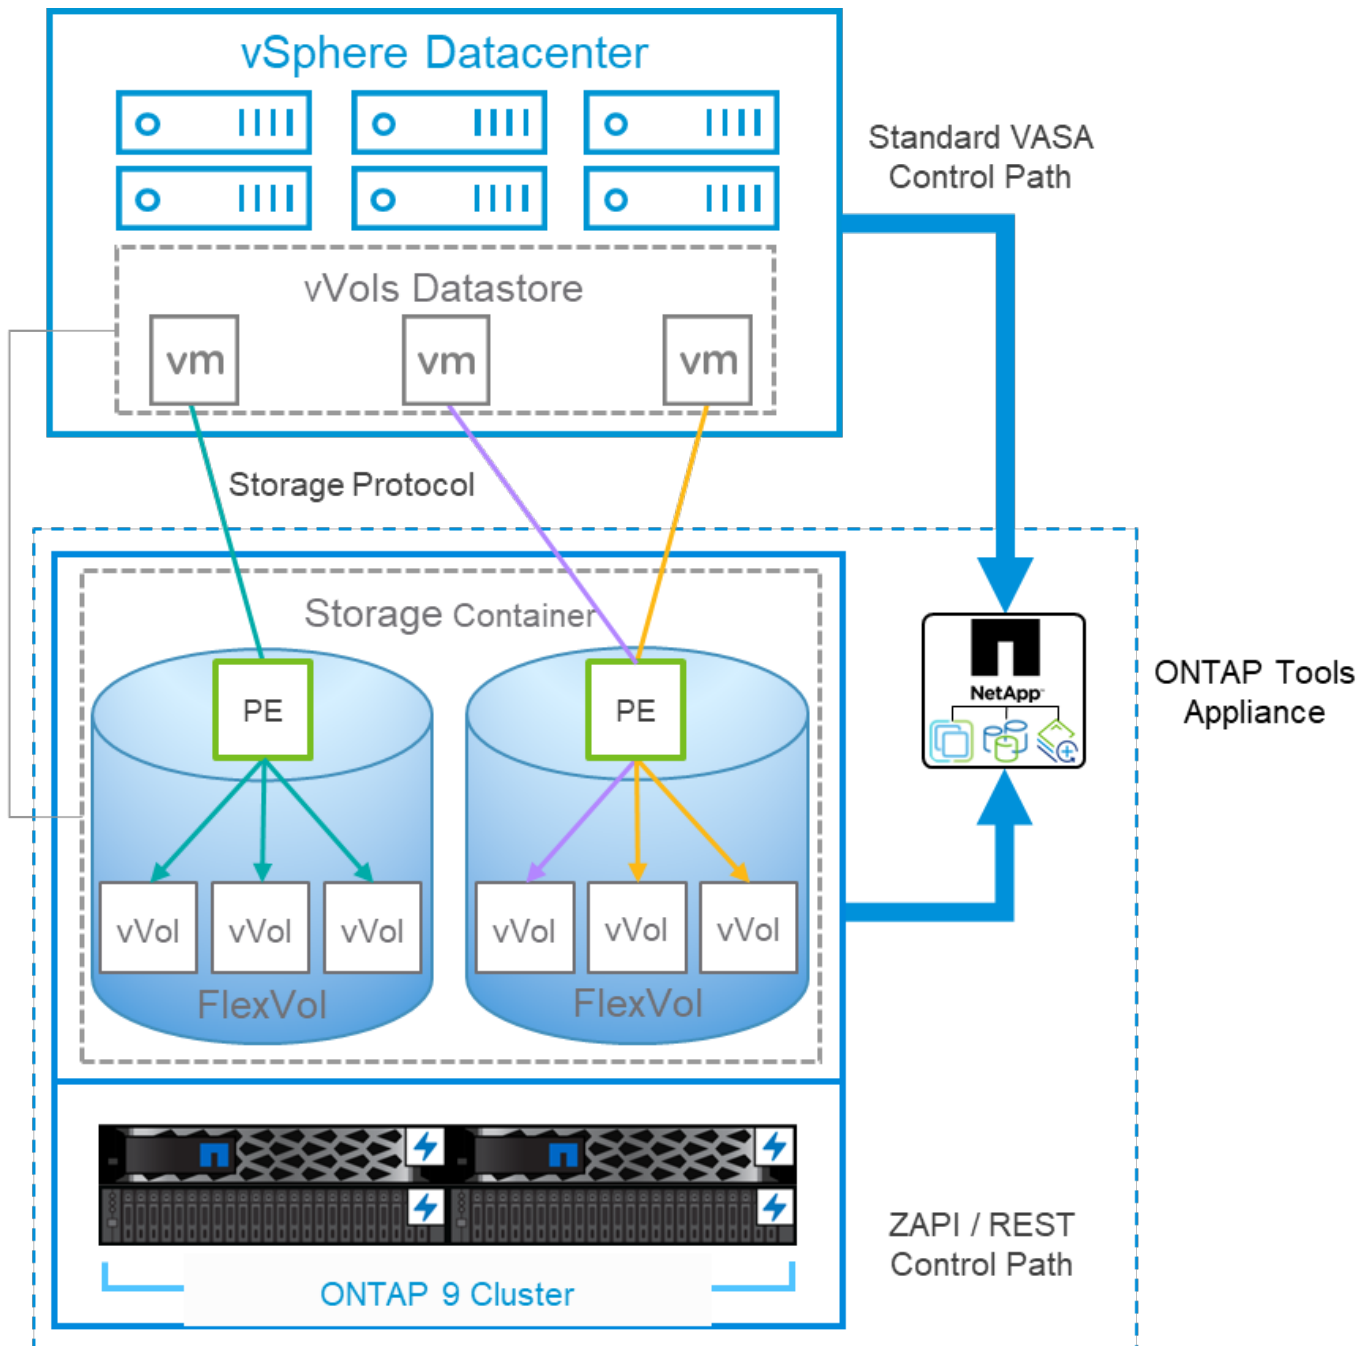 vSphere Datacenter
Standard VASA
Control Path
vVols Datastore
vm
vm
vm
Storage Protocol
Storage Container
PE
PE
NetApp
ONTAP Tools
Appliance
vVol
vVol
vVol
vVol
vVol
vVol
FlexVol
FlexVol
ZAPI / REST
Control Path
ONTAP 9 Cluster